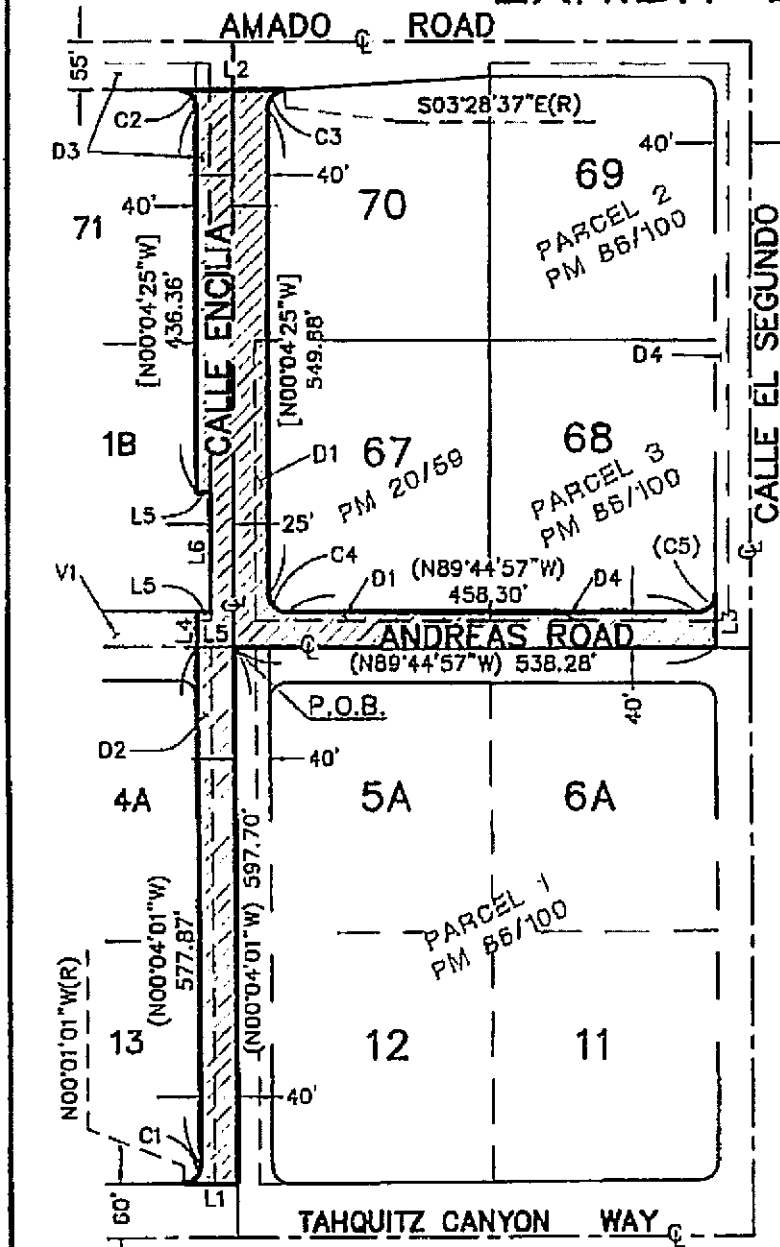 AMADO ℄ ROAD
55'
L2
C2
C3
S03°28'37"E(R)
D3
40'
40'
40'
71
70
69
PARCEL 2
PM 86/100
CALLE ENCILIA
[N00°04'25"W]
436.36'
[N00°04'25"W]
549.88'
CALLE EL SEGUNDO
℄
D4
1B
D1
67
PM 20/59
68
PARCEL 3
PM 86/100
L5
L6
25'
C4
(C5)
V1
L5
℄
D1
(N89°44'57"W)
458.30'
D4
L4
L5
℄
ANDREAS ROAD
L3
(N89°44'57"W) 538.28'
P.O.B.
40'
D2
40'
4A
5A
6A
(N00°04'01"W)
577.87'
(N00°04'01"W) 597.70'
PARCEL 1
PM 86/100
13
12
11
N00°01'01"W(R)
40'
C1
L1
60'
TAHQUITZ CANYON WAY ℄